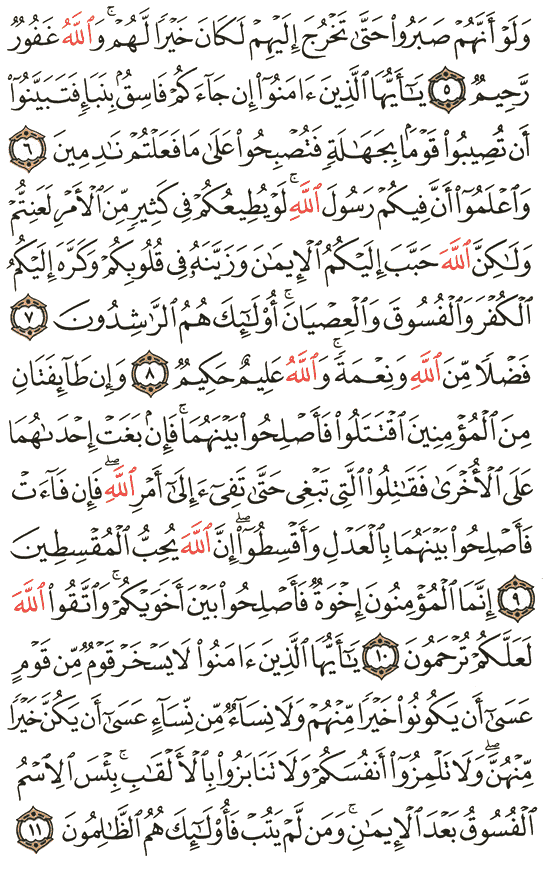 وَلَوْ أَنَّهُمْ صَبَرُوا۟ حَتَّىٰ تَخْرُجَ إِلَيْهِمْ لَكَانَ خَيْرًا لَّهُمْ ۚ وَٱللَّهُ غَفُورٌ
رَّحِيمٌ ٥ يَـٰٓأَيُّهَا ٱلَّذِينَ ءَامَنُوٓا۟ إِن جَآءَكُمْ فَاسِقٌۢ بِنَبَإٍ فَتَبَيَّنُوٓا۟
أَن تُصِيبُوا۟ قَوْمًۢا بِجَهَـٰلَةٍ فَتُصْبِحُوا۟ عَلَىٰ مَا فَعَلْتُمْ نَـٰدِمِينَ ٦
وَٱعْلَمُوٓا۟ أَنَّ فِيكُمْ رَسُولَ ٱللَّهِ ۚ لَوْ يُطِيعُكُمْ فِى كَثِيرٍ مِّنَ ٱلْأَمْرِ لَعَنِتُّمْ
وَلَـٰكِنَّ ٱللَّهَ حَبَّبَ إِلَيْكُمُ ٱلْإِيمَـٰنَ وَزَيَّنَهُۥ فِى قُلُوبِكُمْ وَكَرَّهَ إِلَيْكُمُ
ٱلْكُفْرَ وَٱلْفُسُوقَ وَٱلْعِصْيَانَ ۚ أُو۟لَـٰٓئِكَ هُمُ ٱلرَّٰشِدُونَ ٧
فَضْلًا مِّنَ ٱللَّهِ وَنِعْمَةً ۚ وَٱللَّهُ عَلِيمٌ حَكِيمٌ ٨ وَإِن طَآئِفَتَانِ
مِنَ ٱلْمُؤْمِنِينَ ٱقْتَتَلُوا۟ فَأَصْلِحُوا۟ بَيْنَهُمَا ۖ فَإِنۢ بَغَتْ إِحْدَىٰهُمَا
عَلَى ٱلْأُخْرَىٰ فَقَـٰتِلُوا۟ ٱلَّتِى تَبْغِى حَتَّىٰ تَفِىٓءَ إِلَىٰٓ أَمْرِ ٱللَّهِ ۚ فَإِن فَآءَتْ
فَأَصْلِحُوا۟ بَيْنَهُمَا بِٱلْعَدْلِ وَأَقْسِطُوٓا۟ ۖ إِنَّ ٱللَّهَ يُحِبُّ ٱلْمُقْسِطِينَ
٩ إِنَّمَا ٱلْمُؤْمِنُونَ إِخْوَةٌ فَأَصْلِحُوا۟ بَيْنَ أَخَوَيْكُمْ ۚ وَٱتَّقُوا۟ ٱللَّهَ
لَعَلَّكُمْ تُرْحَمُونَ ١٠ يَـٰٓأَيُّهَا ٱلَّذِينَ ءَامَنُوا۟ لَا يَسْخَرْ قَوْمٌ مِّن قَوْمٍ
عَسَىٰٓ أَن يَكُونُوا۟ خَيْرًا مِّنْهُمْ وَلَا نِسَآءٌ مِّن نِّسَآءٍ عَسَىٰٓ أَن يَكُنَّ خَيْرًا
مِّنْهُنَّ ۖ وَلَا تَلْمِزُوٓا۟ أَنفُسَكُمْ وَلَا تَنَابَزُوا۟ بِٱلْأَلْقَـٰبِ ۖ بِئْسَ ٱلِٱسْمُ
ٱلْفُسُوقُ بَعْدَ ٱلْإِيمَـٰنِ ۚ وَمَن لَّمْ يَتُبْ فَأُو۟لَـٰٓئِكَ هُمُ ٱلظَّـٰلِمُونَ ١١